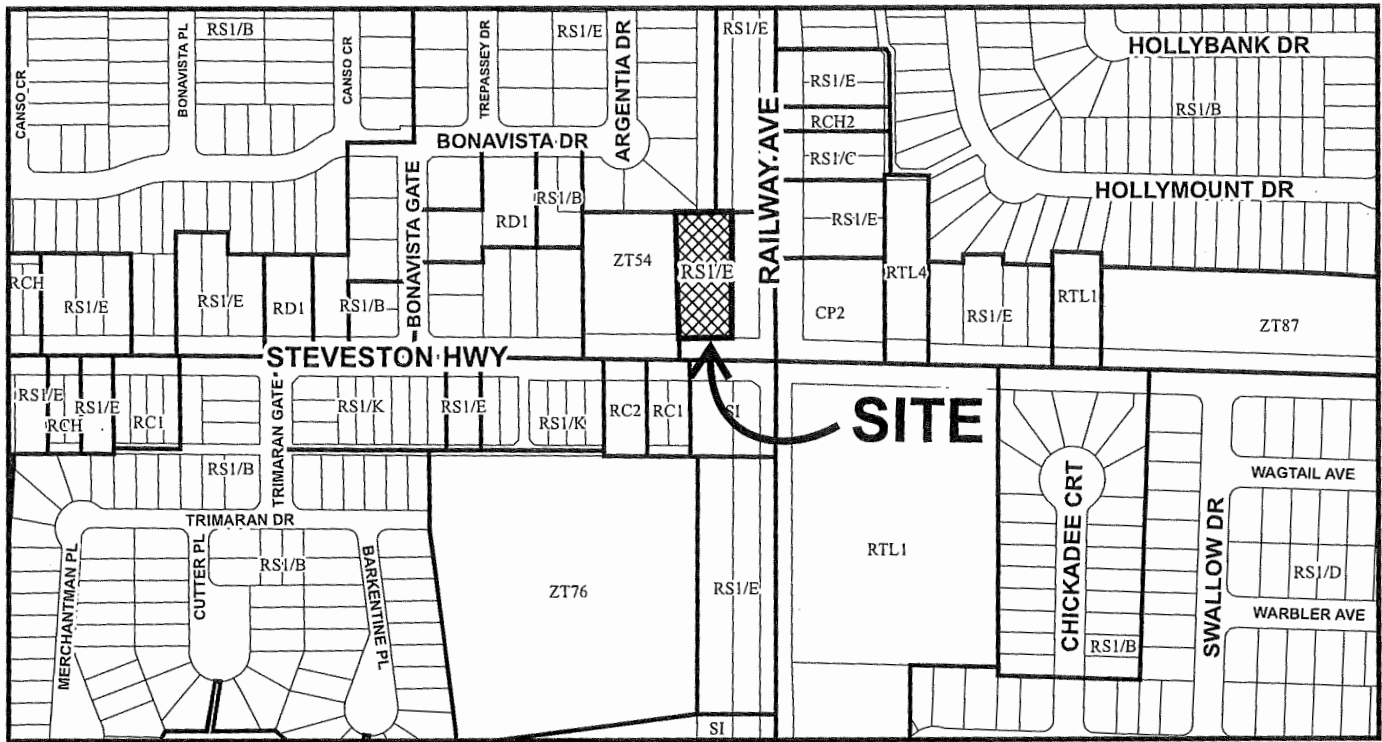 RS1/B
RS1/E
RS1/E
HOLLYBANK DR
CANSO CR
BONAVISTA PL
CANSO CR
TREPASSEY DR
ARGENTIA DR
RAILWAY AVE
RS1/E
RS1/B
RCH2
BONAVISTA DR
RS1/C
HOLLYMOUNT DR
BONAVISTA GATE
RS1/B
RD1
RS1/E
ZT54
RS1/E
RTL4
RCH
RS1/E
RS1/E
RD1
RS1/B
CP2
RS1/E
RTL1
ZT87
STEVESTON HWY
RS1/E
RCH
RS1/E
RC1
TRIMARAN GATE
RS1/K
RS1/E
RS1/K
RC2
RC1
SI
SITE
RS1/B
WAGTAIL AVE
TRIMARAN DR
MERCHANTMAN PL
CUTTER PL
RS1/B
BARKENTINE PL
ZT76
RS1/E
RTL1
CHICKADEE CRT
SWALLOW DR
RS1/D
WARBLER AVE
RS1/B
SI